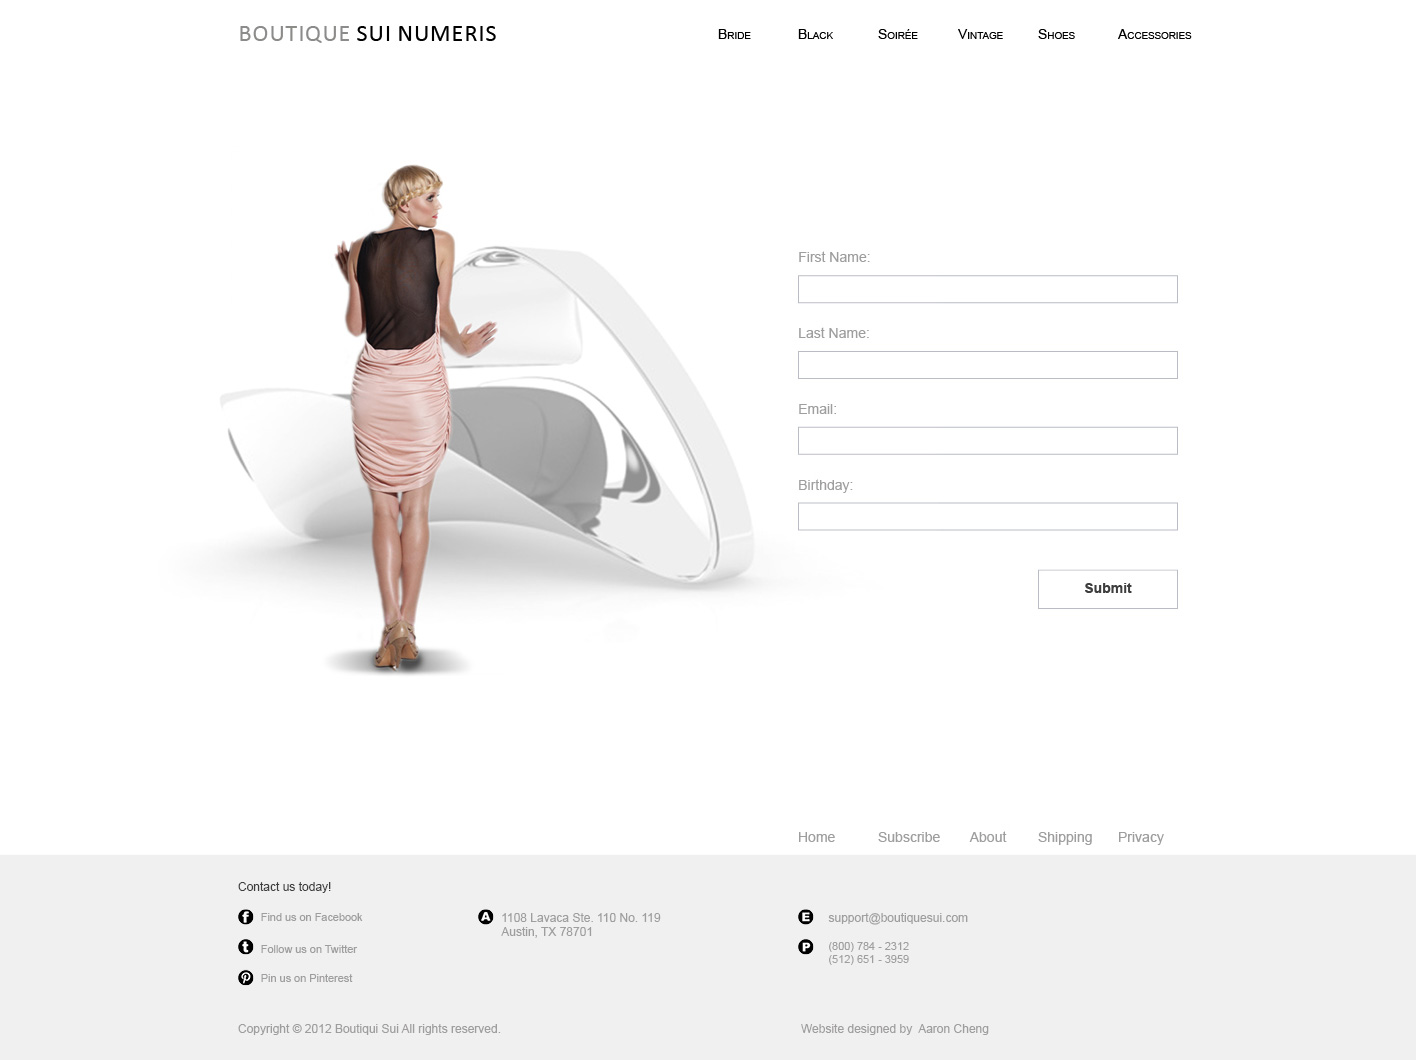 BOUTIQUE SUI NUMERIS
Bride Black Soirée Vintage Shoes Accessories
First Name:
Last Name:
Email:
Birthday:
Submit
Home Subscribe About Shipping Privacy
Contact us today!
f Find us on Facebook
t Follow us on Twitter
Pin us on Pinterest
A 1108 Lavaca Ste. 110 No. 119
Austin, TX 78701
E support@boutiquesui.com
P (800) 784 - 2312
(512) 651 - 3959
Copyright © 2012 Boutiqui Sui All rights reserved.
Website designed by Aaron Cheng